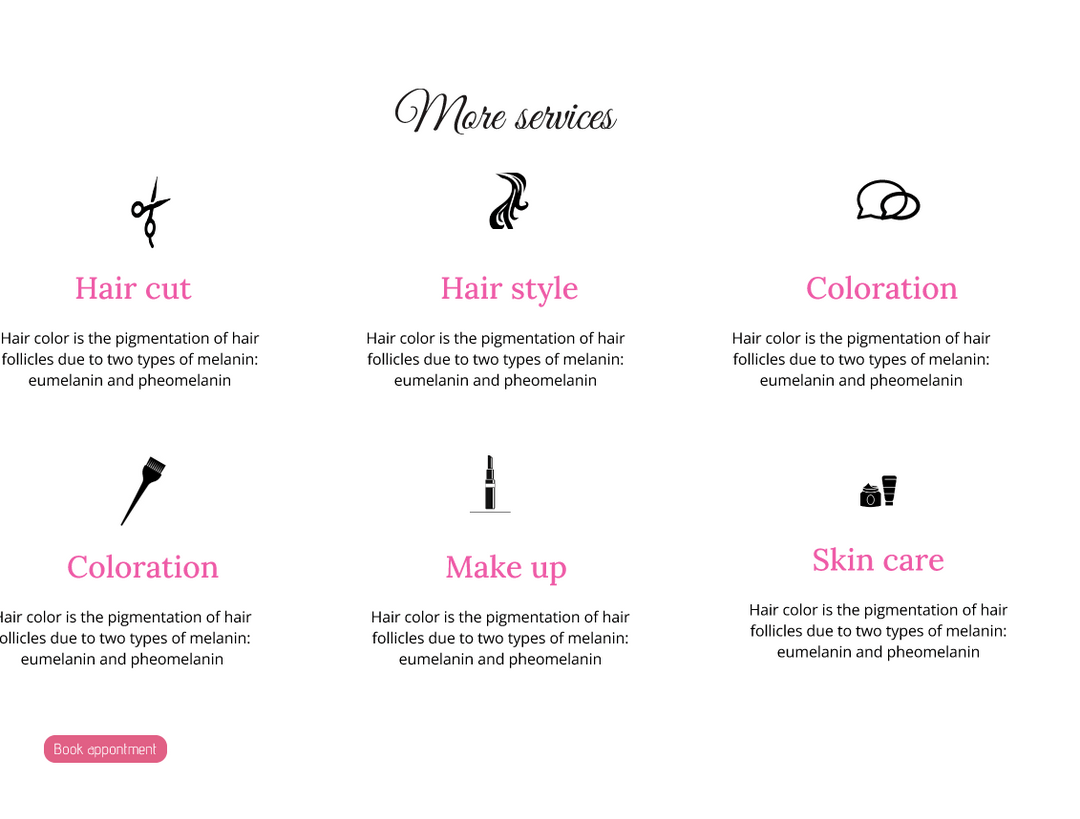 More services
Hair cut
Hair color is the pigmentation of hair
follicles due to two types of melanin:
eumelanin and pheomelanin
Hair style
Hair color is the pigmentation of hair
follicles due to two types of melanin:
eumelanin and pheomelanin
Coloration
Hair color is the pigmentation of hair
follicles due to two types of melanin:
eumelanin and pheomelanin
Coloration
Hair color is the pigmentation of hair
ollicles due to two types of melanin:
eumelanin and pheomelanin
Make up
Hair color is the pigmentation of hair
follicles due to two types of melanin:
eumelanin and pheomelanin
Skin care
Hair color is the pigmentation of hair
follicles due to two types of melanin:
eumelanin and pheomelanin
Book appontment